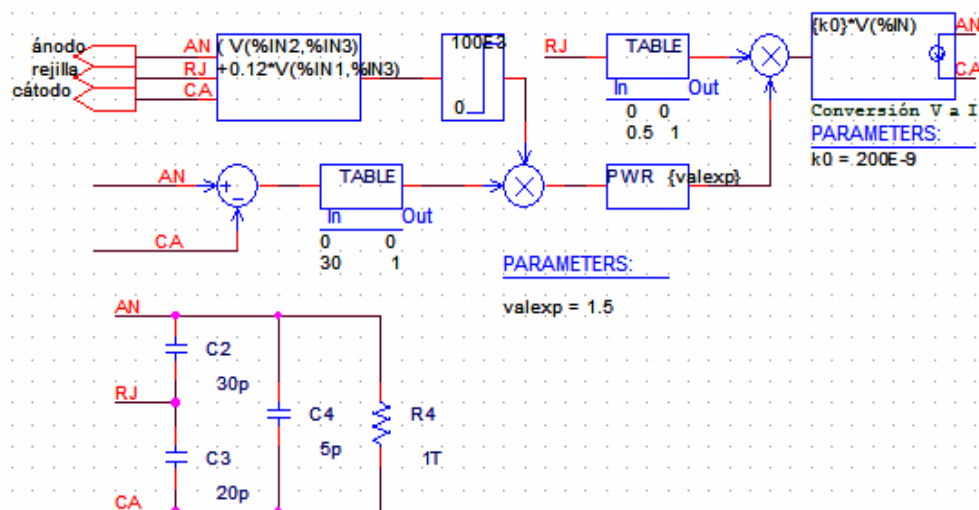 ánodo
rejilla
cátodo
AN
RJ
CA
( V(%IN2,%IN3)
+0.12*V(%IN1,%IN3)
100E3
0
RJ
TABLE
In Out
0 0
0.5 1
{k0}*V(%IN)
AN
CA
Conversión V a I
PARAMETERS:
k0 = 200E-9
AN
CA
+
-
TABLE
In Out
0 0
30 1
PWR {valexp}
PARAMETERS:
valexp = 1.5
AN
RJ
CA
C2
30p
C3
20p
C4
5p
R4
1T